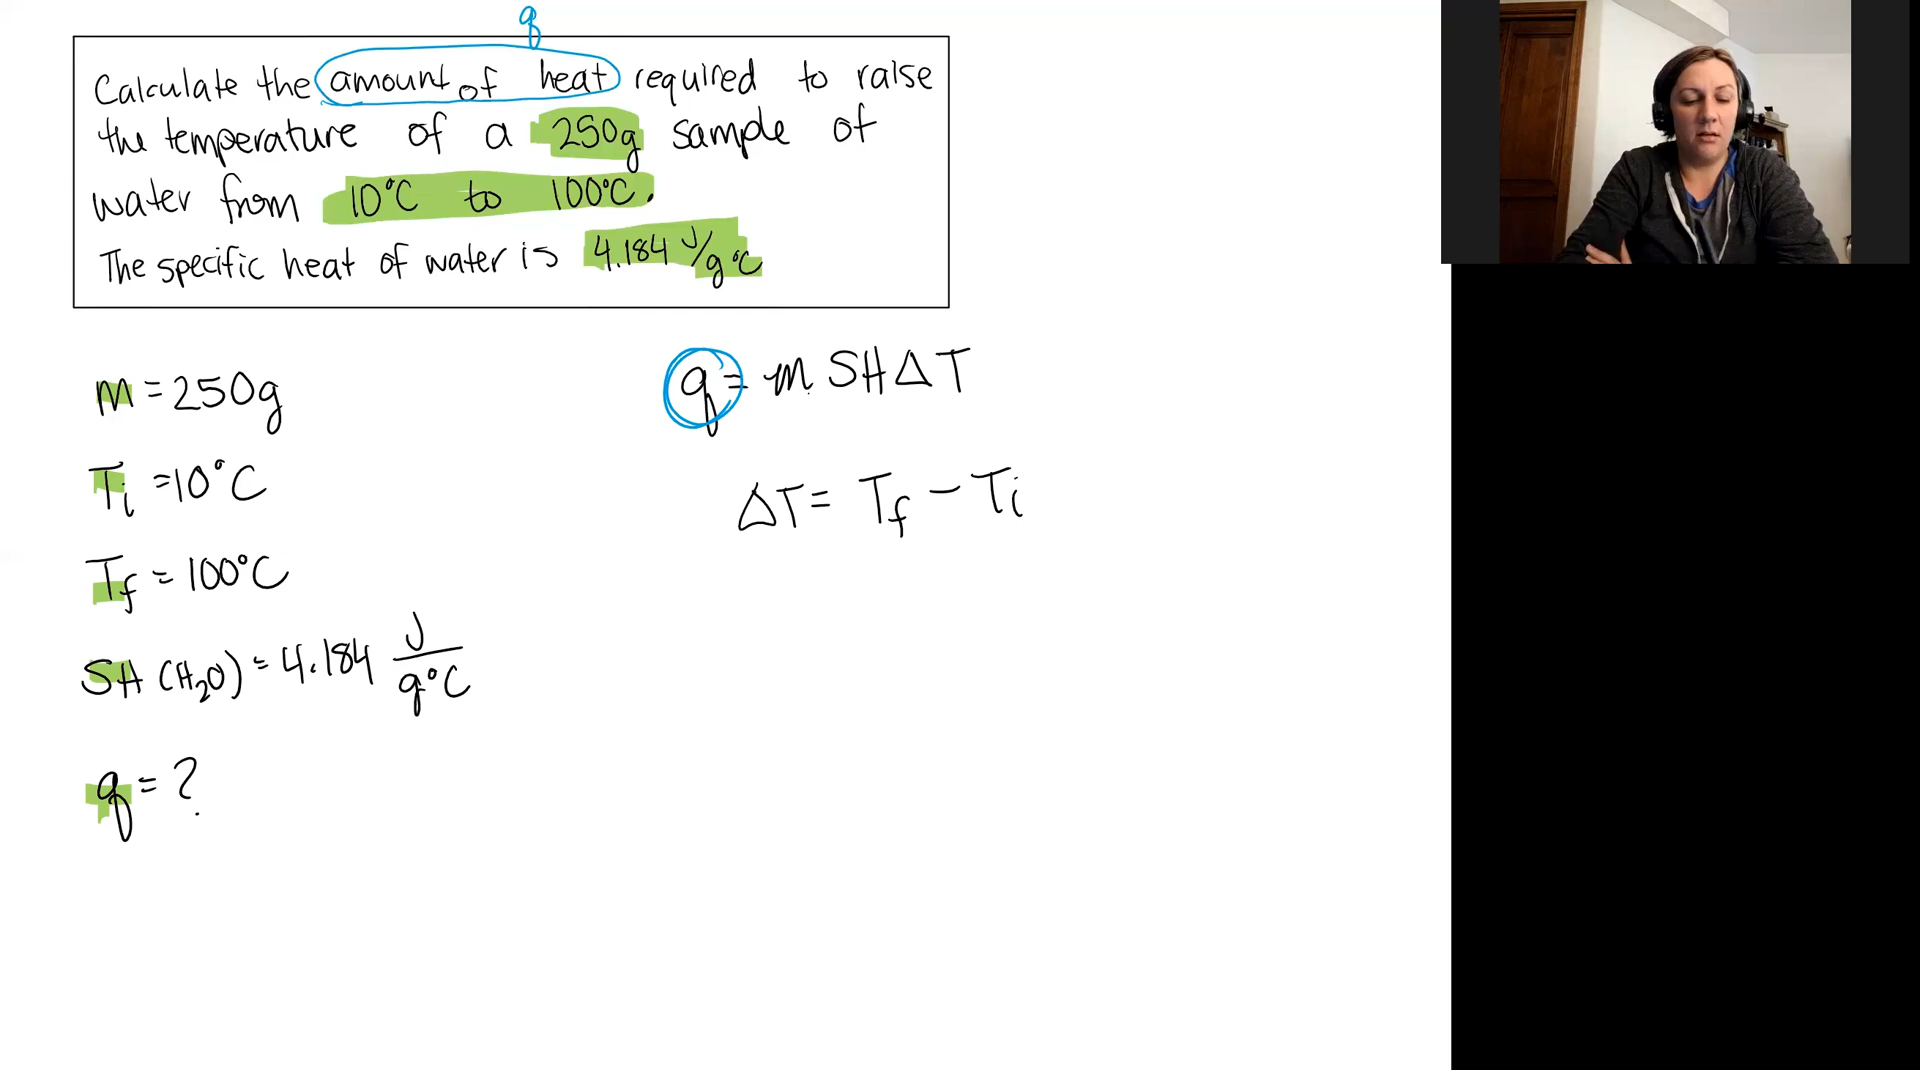 q
Calculate the amount of heat required to raise
the temperature of a 250g sample of
water from 10°C to 100°C.
The specific heat of water is 4.184 J/g°C
m = 250g
Ti = 10°C
Tf = 100°C
SH (H₂O) = 4.184 J/g°C
q = ?
q = m SH Δ T
ΔT = Tf − Ti